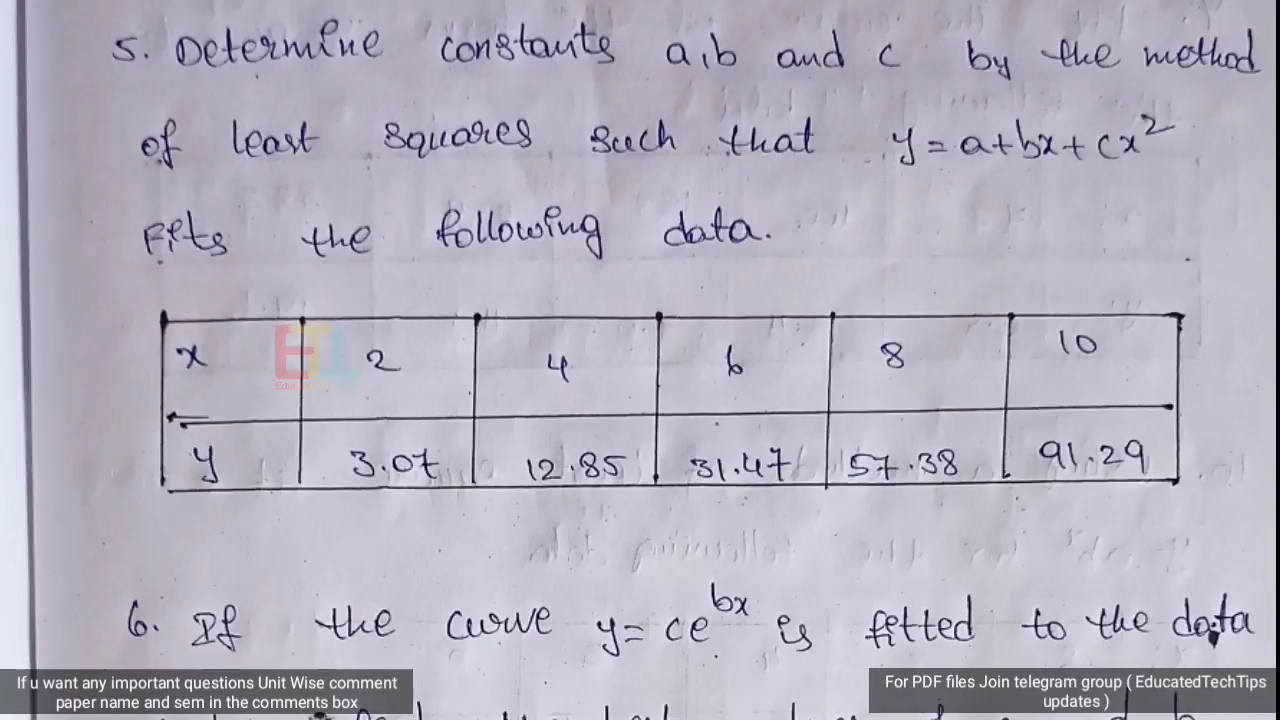 5. Determine constants a,b and c by the method
of least squares such that y=a+bx+cx²
Fits the following data.
x 2 4 6 8 10
y 3.07 12.85 31.47 57.38 91.29
6. If the curve y=ce^bx is fitted to the data
If u want any important questions Unit Wise comment
paper name and sem in the comments box
For PDF files Join telegram group ( EducatedTechTips
updates )